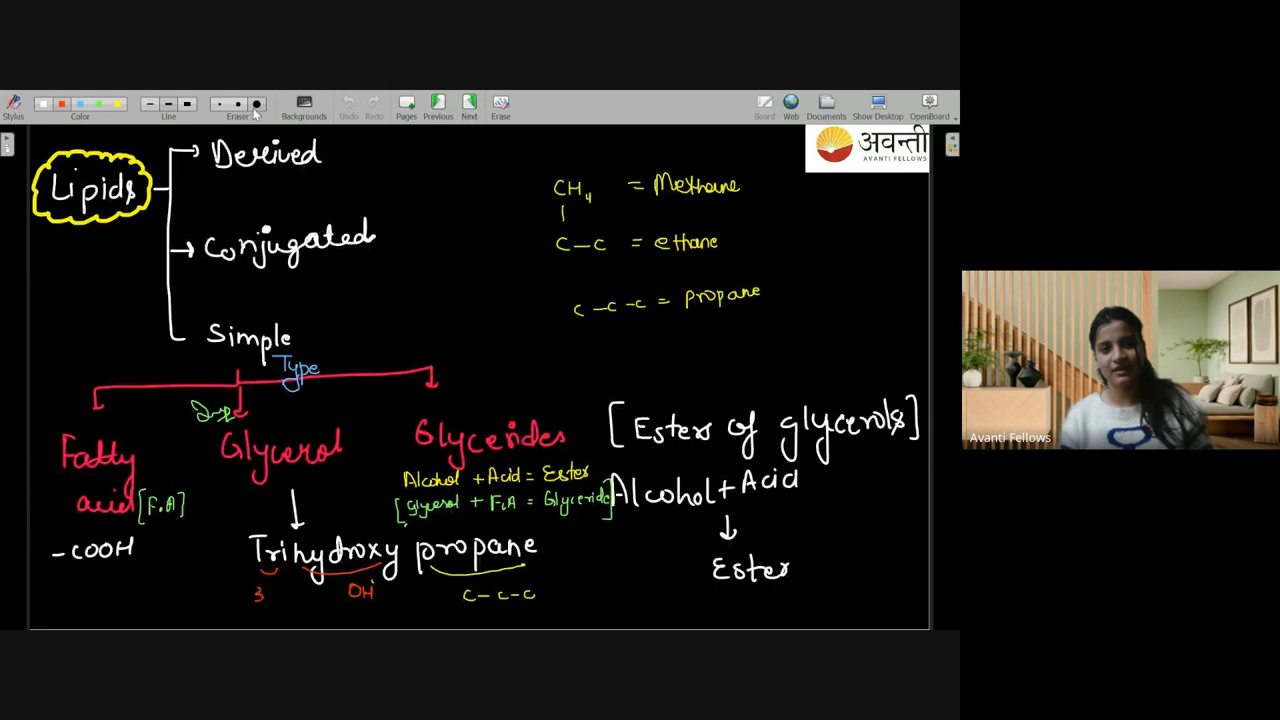 Stylus
Color
Line
Eraser
Backgrounds
Undo
Redo
Pages
Previous
Next
Erase
Board
Web
Documents
Show Desktop
OpenBoard
अवन्ती
AVANTI FELLOWS
Lipids
Derived
Conjugated
Simple
Type
CH4 = Methane
C – C = ethane
C – C – C = propane
Fatty acid [F.A]
– COOH
Imp
Glycerol
Glycerides
[Esters of glycerols]
Alcohol + Acid = Ester
[Glycerol + F.A = Glyceride]
Alcohol + Acid
Ester
Trihydroxy propane
3
OH
C – C – C
Avanti Fellows